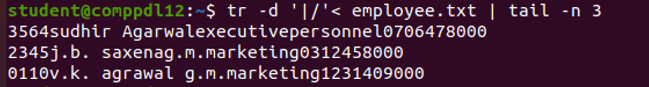 student@comppdl12:~$ tr -d '|/'< employee.txt | tail -n 3
3564sudhir Agarwalexecutivepersonnel0706478000
2345j.b. saxenag.m.marketing0312458000
0110v.k. agrawal g.m.marketing1231409000